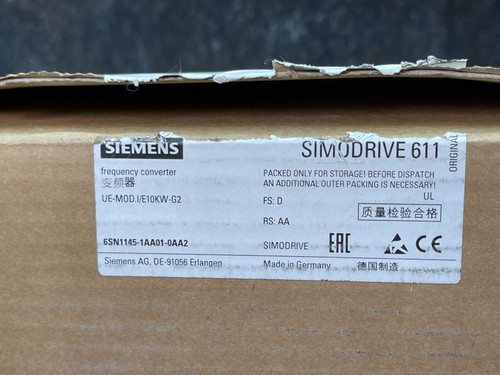 SIEMENS
SIMODRIVE 611
ORIGINAL
frequency converter
变频器
UE-MOD.I/E10KW-G2
PACKED ONLY FOR STORAGE! BEFORE DISPATCH
AN ADDITIONAL OUTER PACKING IS NECESSARY!
FS: D
UL
质量检验合格
RS: AA
6SN1145-1AA01-0AA2
SIMODRIVE
EAC
CE
Siemens AG, DE-91056 Erlangen
Made in Germany
德国制造